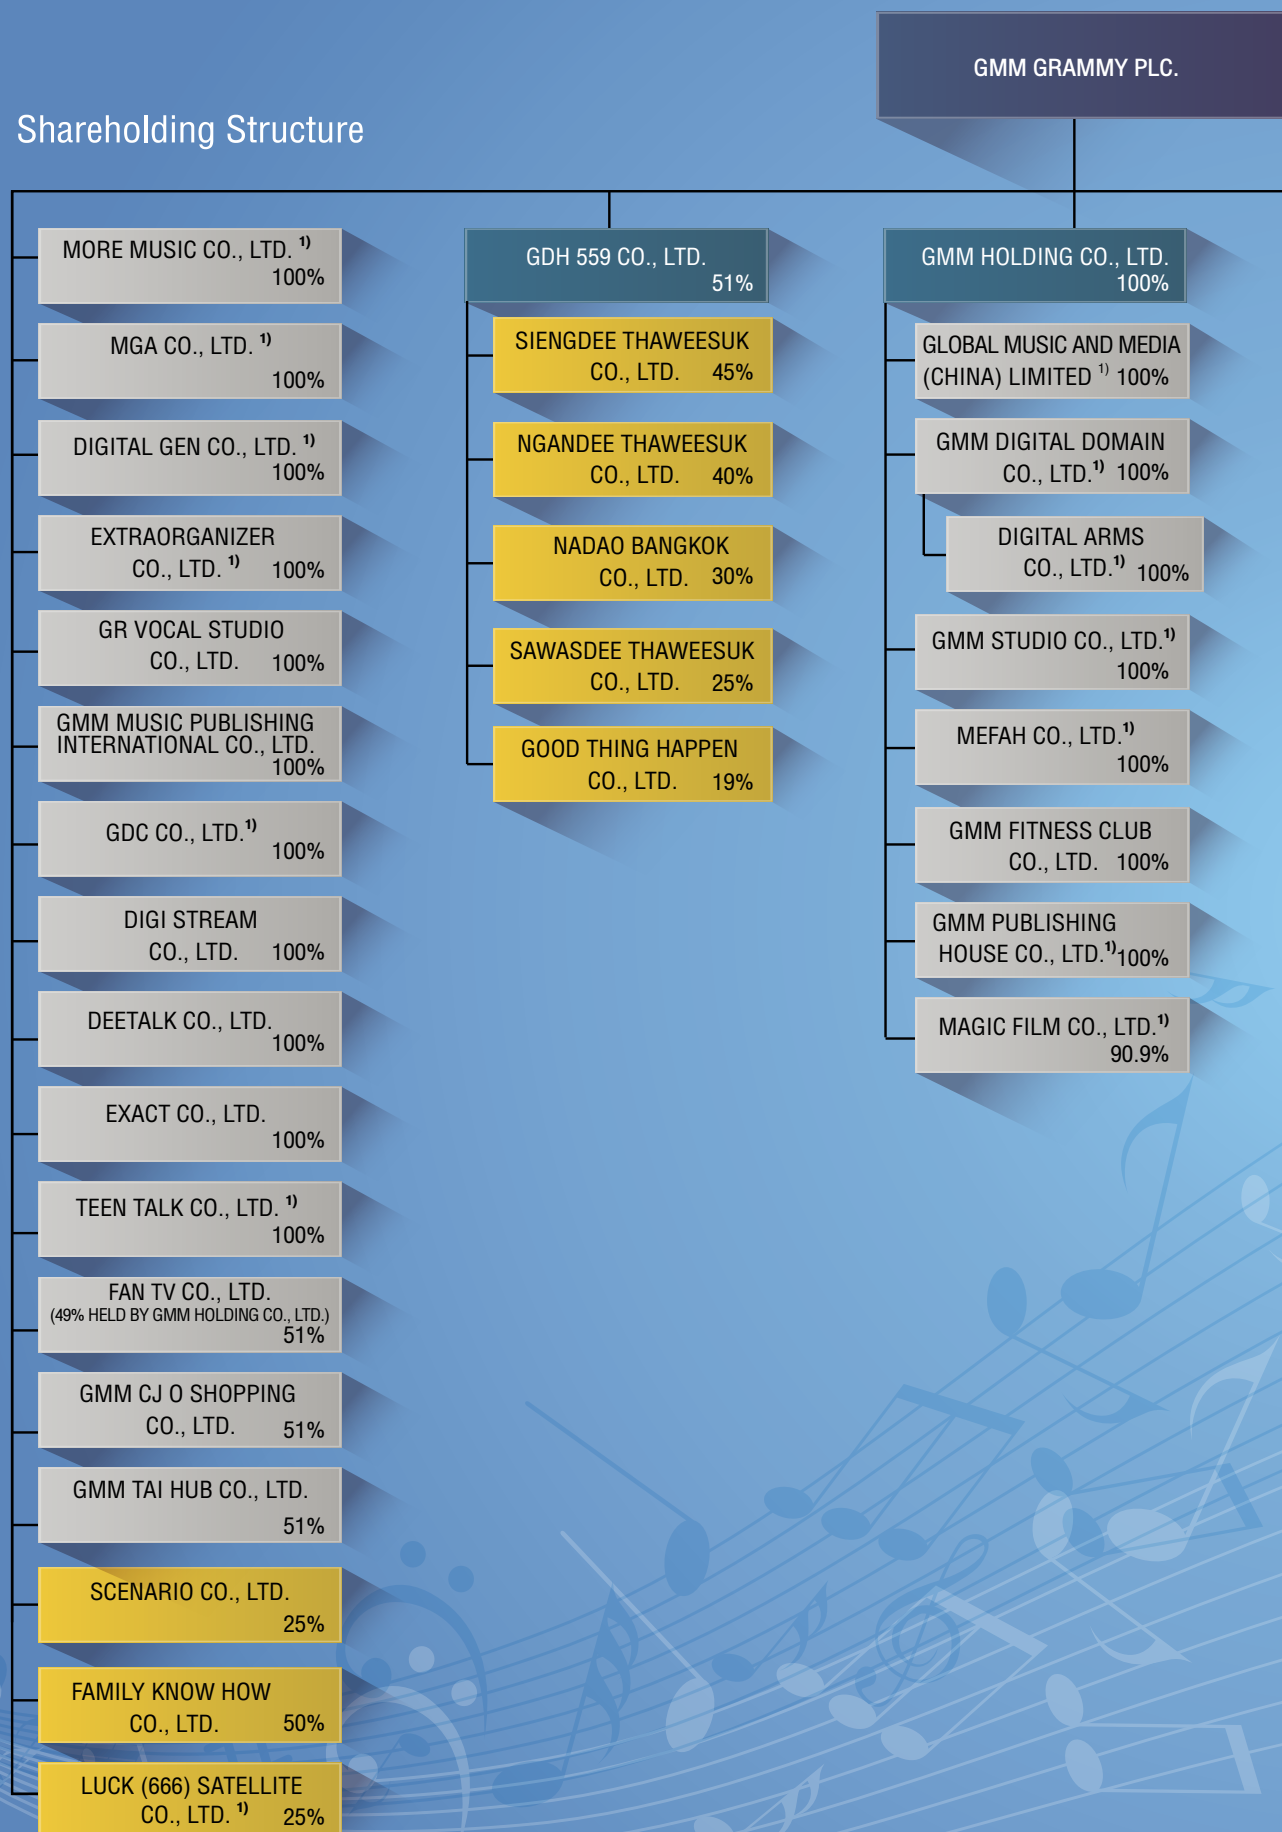 GMM GRAMMY PLC.
Shareholding Structure
MORE MUSIC CO., LTD. 1)
100%
MGA CO., LTD. 1)
100%
DIGITAL GEN CO., LTD. 1)
100%
EXTRAORGANIZER
CO., LTD. 1) 100%
GR VOCAL STUDIO
CO., LTD. 100%
GMM MUSIC PUBLISHING
INTERNATIONAL CO., LTD.
100%
GDC CO., LTD.1)
100%
DIGI STREAM
CO., LTD. 100%
DEETALK CO., LTD.
100%
EXACT CO., LTD.
100%
TEEN TALK CO., LTD. 1)
100%
FAN TV CO., LTD.
(49% HELD BY GMM HOLDING CO., LTD.)
51%
GMM CJ O SHOPPING
CO., LTD. 51%
GMM TAI HUB CO., LTD.
51%
SCENARIO CO., LTD.
25%
FAMILY KNOW HOW
CO., LTD. 50%
LUCK (666) SATELLITE
CO., LTD. 1) 25%
GDH 559 CO., LTD.
51%
SIENGDEE THAWEESUK
CO., LTD. 45%
NGANDEE THAWEESUK
CO., LTD. 40%
NADAO BANGKOK
CO., LTD. 30%
SAWASDEE THAWEESUK
CO., LTD. 25%
GOOD THING HAPPEN
CO., LTD. 19%
GMM HOLDING CO., LTD.
100%
GLOBAL MUSIC AND MEDIA
(CHINA) LIMITED 1) 100%
GMM DIGITAL DOMAIN
CO., LTD.1) 100%
DIGITAL ARMS
CO., LTD.1) 100%
GMM STUDIO CO., LTD.1)
100%
MEFAH CO., LTD.1)
100%
GMM FITNESS CLUB
CO., LTD. 100%
GMM PUBLISHING
HOUSE CO., LTD.1)100%
MAGIC FILM CO., LTD.1)
90.9%